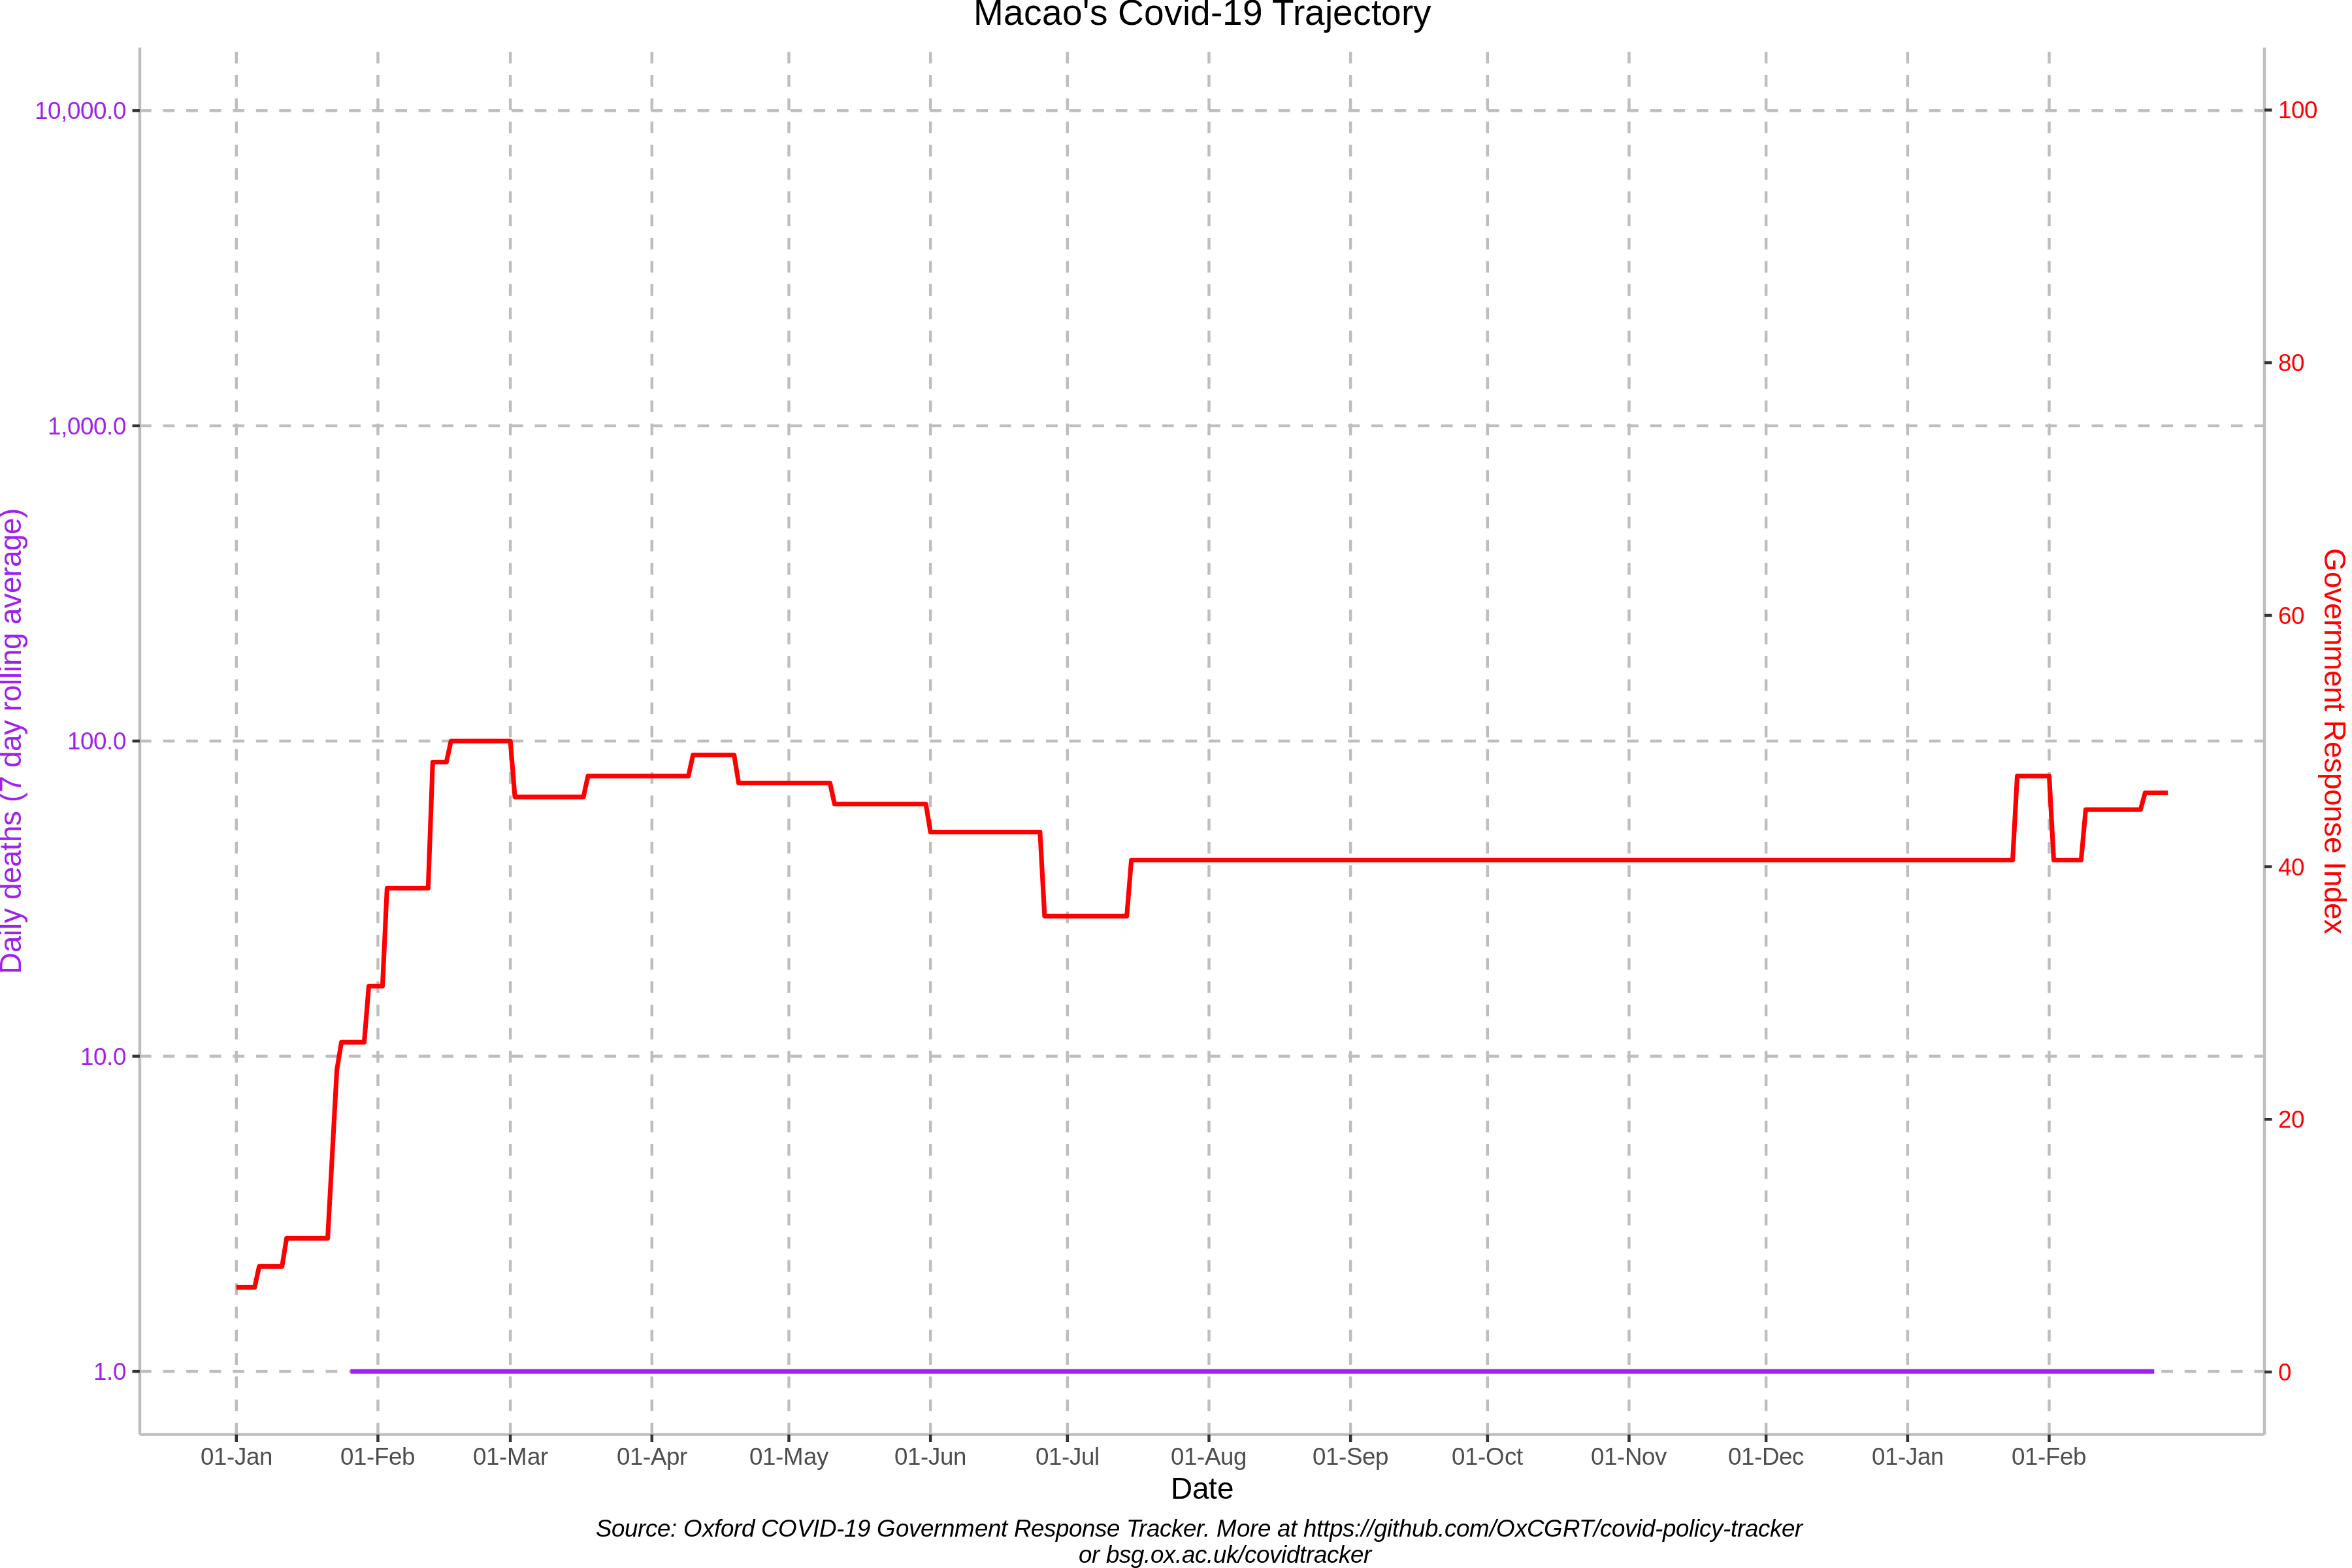 Macao's Covid-19 Trajectory
10,000.0
1,000.0
100.0
10.0
1.0
Daily deaths (7 day rolling average)
100
80
60
40
20
0
Government Response Index
01-Jan 01-Feb 01-Mar 01-Apr 01-May 01-Jun 01-Jul 01-Aug 01-Sep 01-Oct 01-Nov 01-Dec 01-Jan 01-Feb
Date
Source: Oxford COVID-19 Government Response Tracker. More at https://github.com/OxCGRT/covid-policy-tracker
or bsg.ox.ac.uk/covidtracker